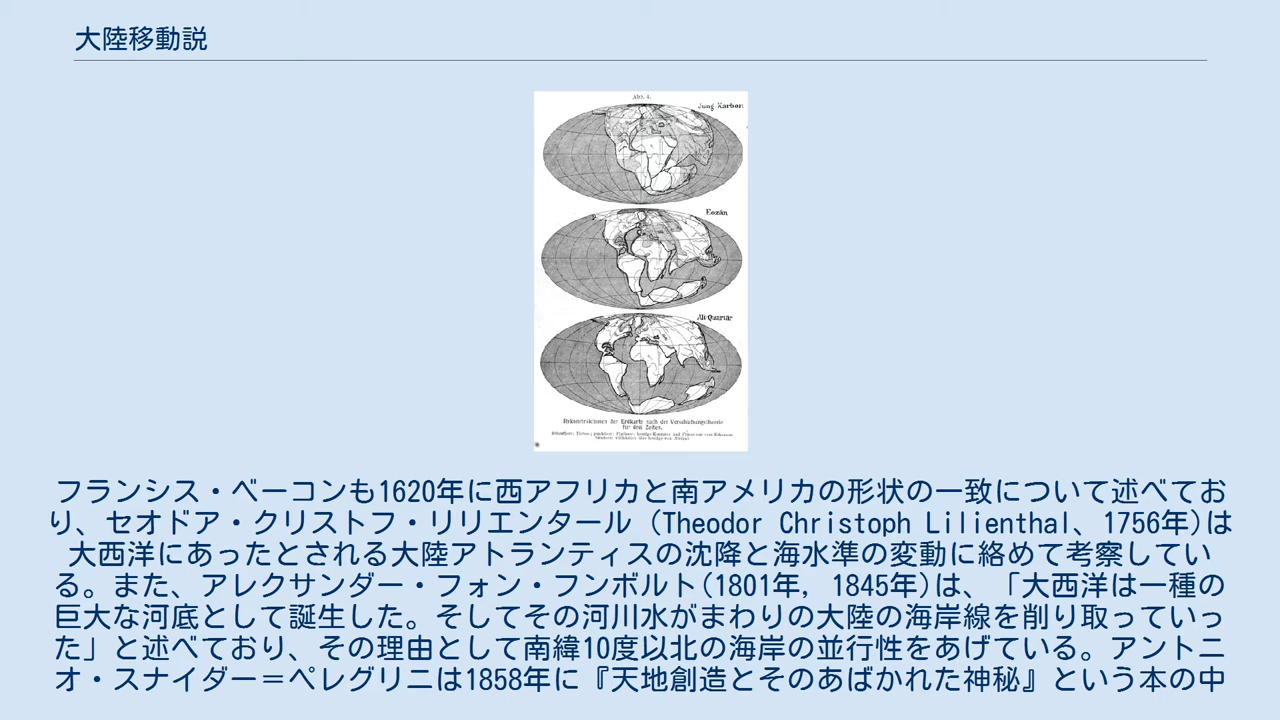 大陸移動説
Abb. 4.
Jung-Karbon
Eozän
Alt-Quartär
Rekonstruktionen der Erdkarte nach der Verschiebungstheorie
für drei Zeiten.
フランシス・ベーコンも1620年に西アフリカと南アメリカの形状の一致について述べてお
り、セオドア・クリストフ・リリエンタール (Theodor Christoph Lilienthal、1756年)は
大西洋にあったとされる大陸アトランティスの沈降と海水準の変動に絡めて考察してい
る。また、アレクサンダー・フォン・フンボルト(1801年, 1845年)は、「大西洋は一種の
巨大な河底として誕生した。そしてその河川水がまわりの大陸の海岸線を削り取っていっ
た」と述べており、その理由として南緯10度以北の海岸の並行性をあげている。アントニ
オ・スナイダー＝ペレグリニは1858年に『天地創造とそのあばかれた神秘』という本の中